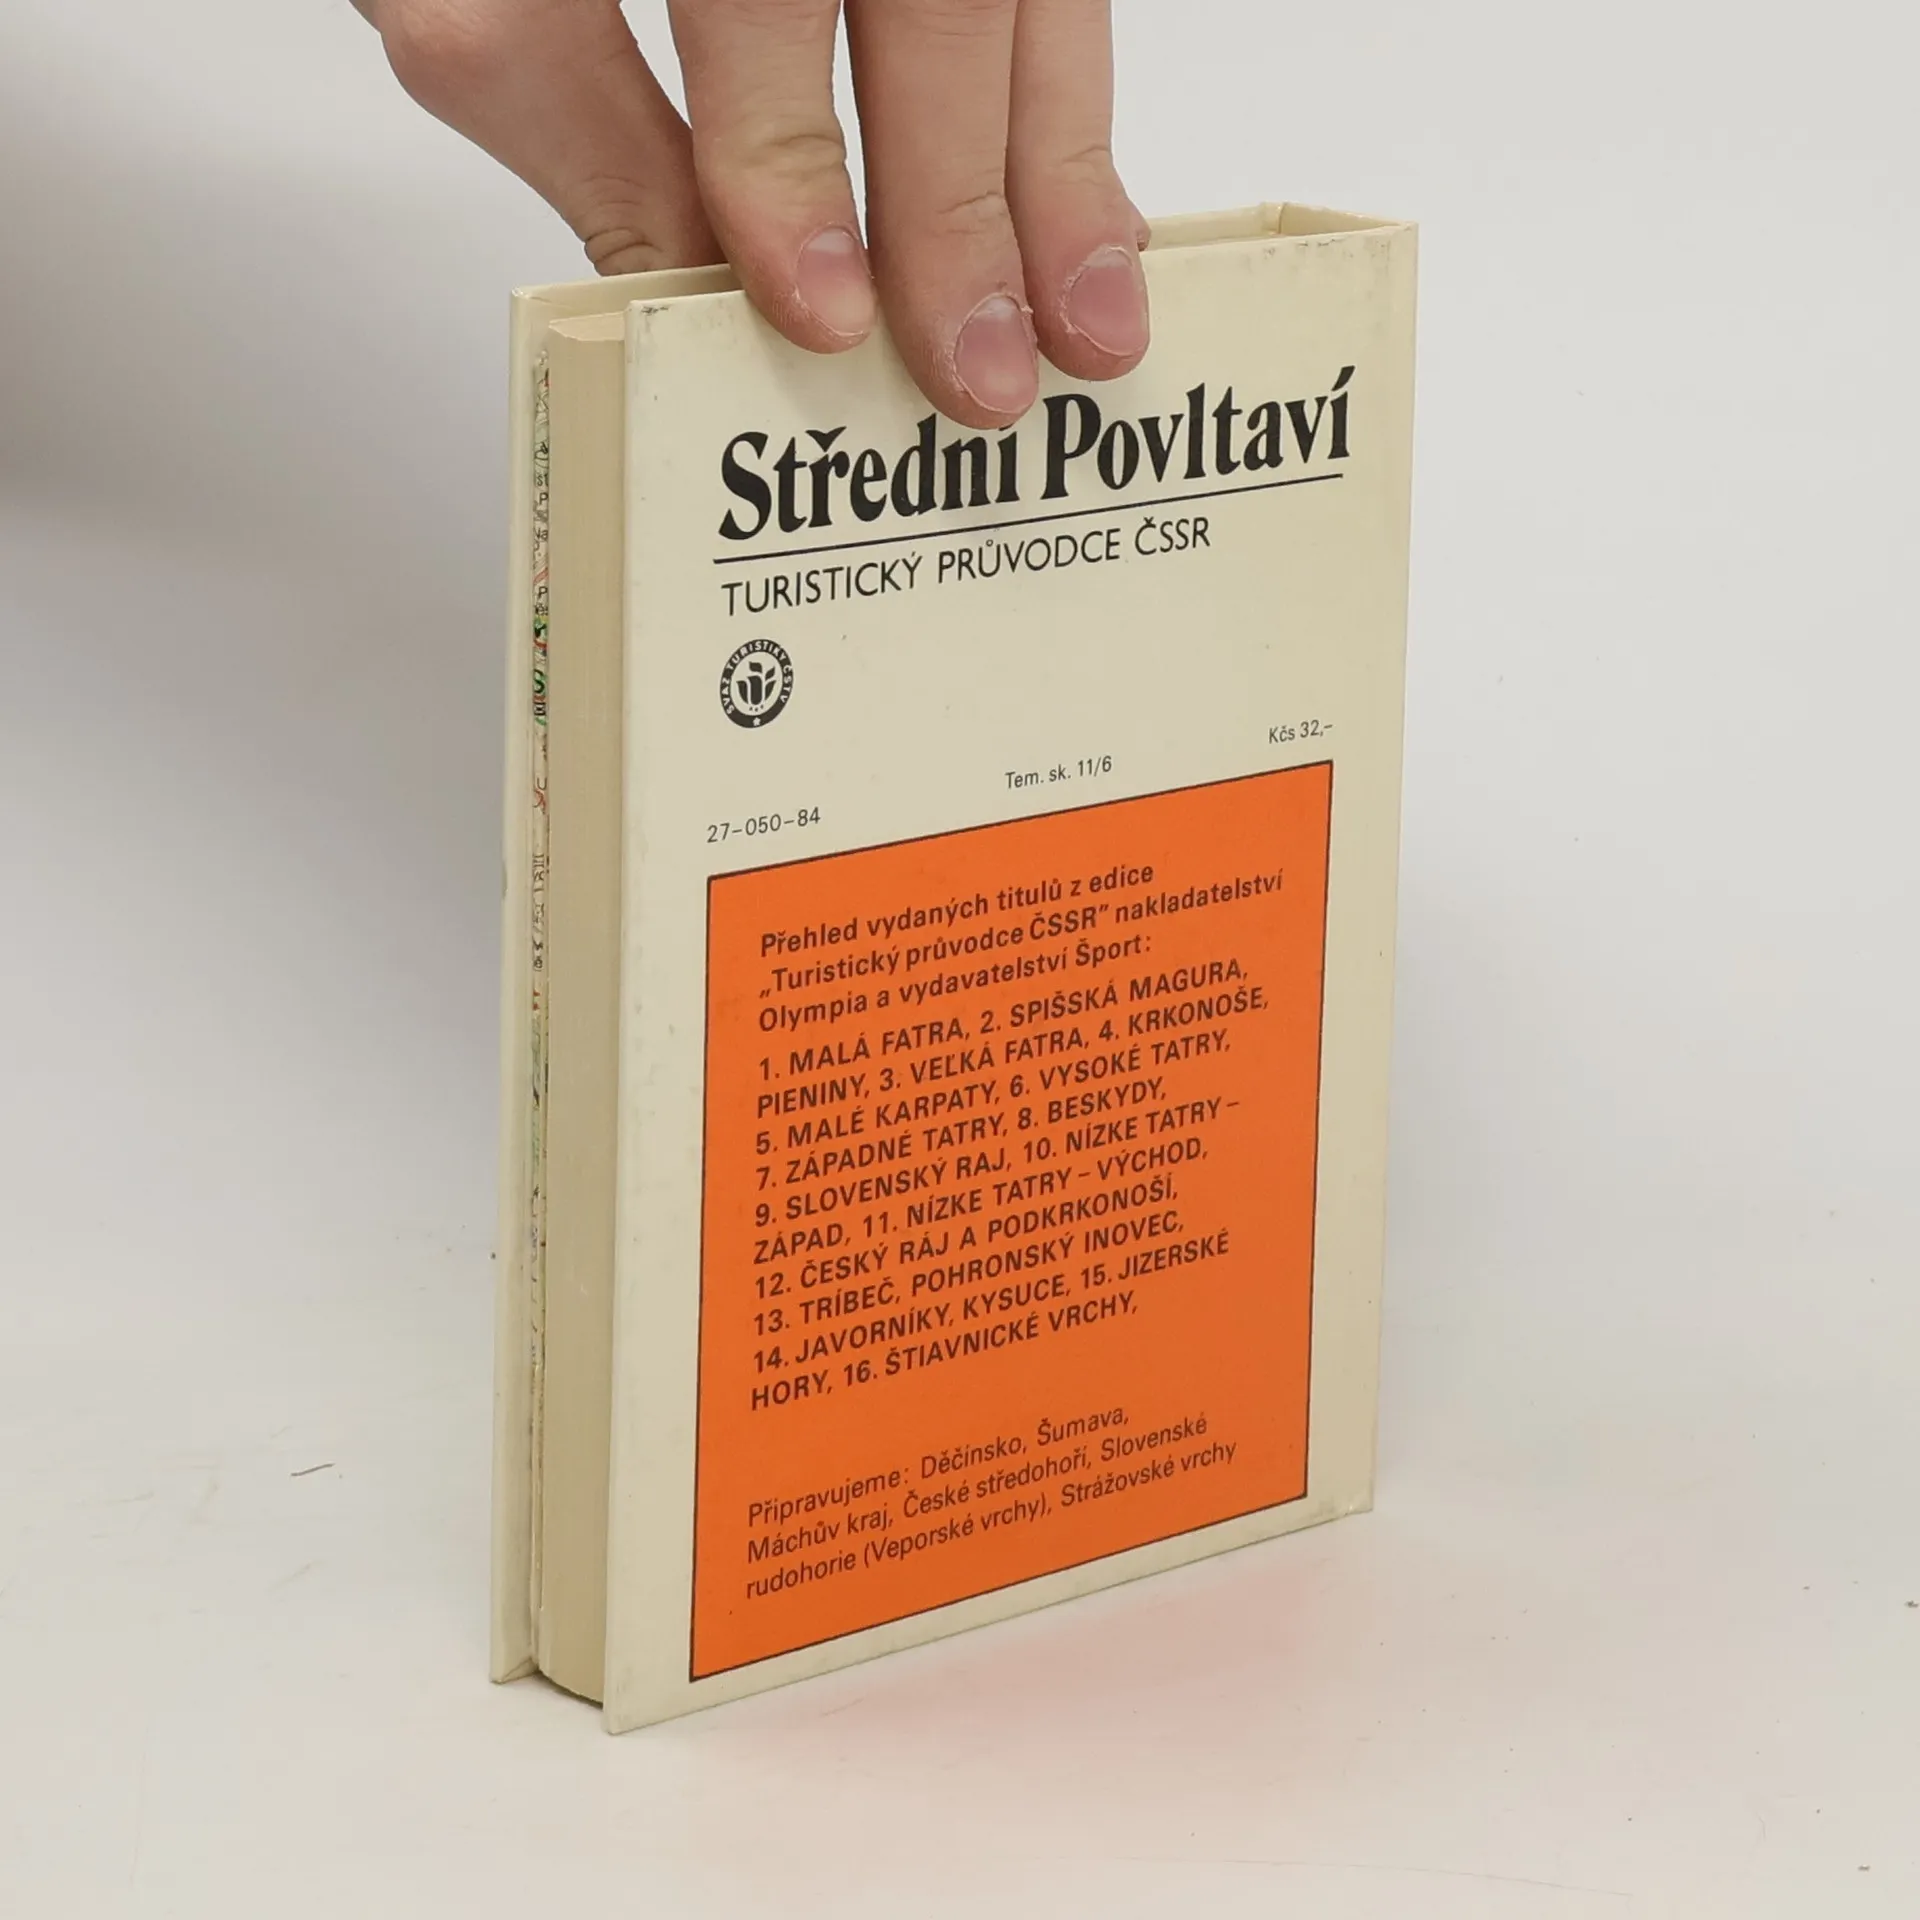 Střední Povltaví
TURISTICKÝ PRŮVODCE ČSSR
SVAZ TURISTIKY ČSTV
Kčs 32,–
Tem. sk. 11/6
27–050–84
Přehled vydaných titulů z edice
„Turistický průvodce ČSSR” nakladatelství
Olympia a vydavatelství Šport:
1. MALÁ FATRA, 2. SPIŠSKÁ MAGURA,
PIENINY, 3. VEĽKÁ FATRA, 4. KRKONOŠE,
5. MALÉ KARPATY, 6. VYSOKÉ TATRY,
7. ZÁPADNÉ TATRY, 8. BESKYDY,
9. SLOVENSKÝ RAJ, 10. NÍZKE TATRY –
ZÁPAD, 11. NÍZKE TATRY – VÝCHOD,
12. ČESKÝ RÁJ A PODKRKONOŠÍ,
13. TRÍBEČ, POHRONSKÝ INOVEC,
14. JAVORNÍKY, KYSUCE, 15. JIZERSKÉ
HORY, 16. ŠTIAVNICKÉ VRCHY,
Připravujeme: Děčínsko, Šumava,
Máchův kraj, České středohoří, Slovenské
rudohorie (Veporské vrchy), Strážovské vrchy